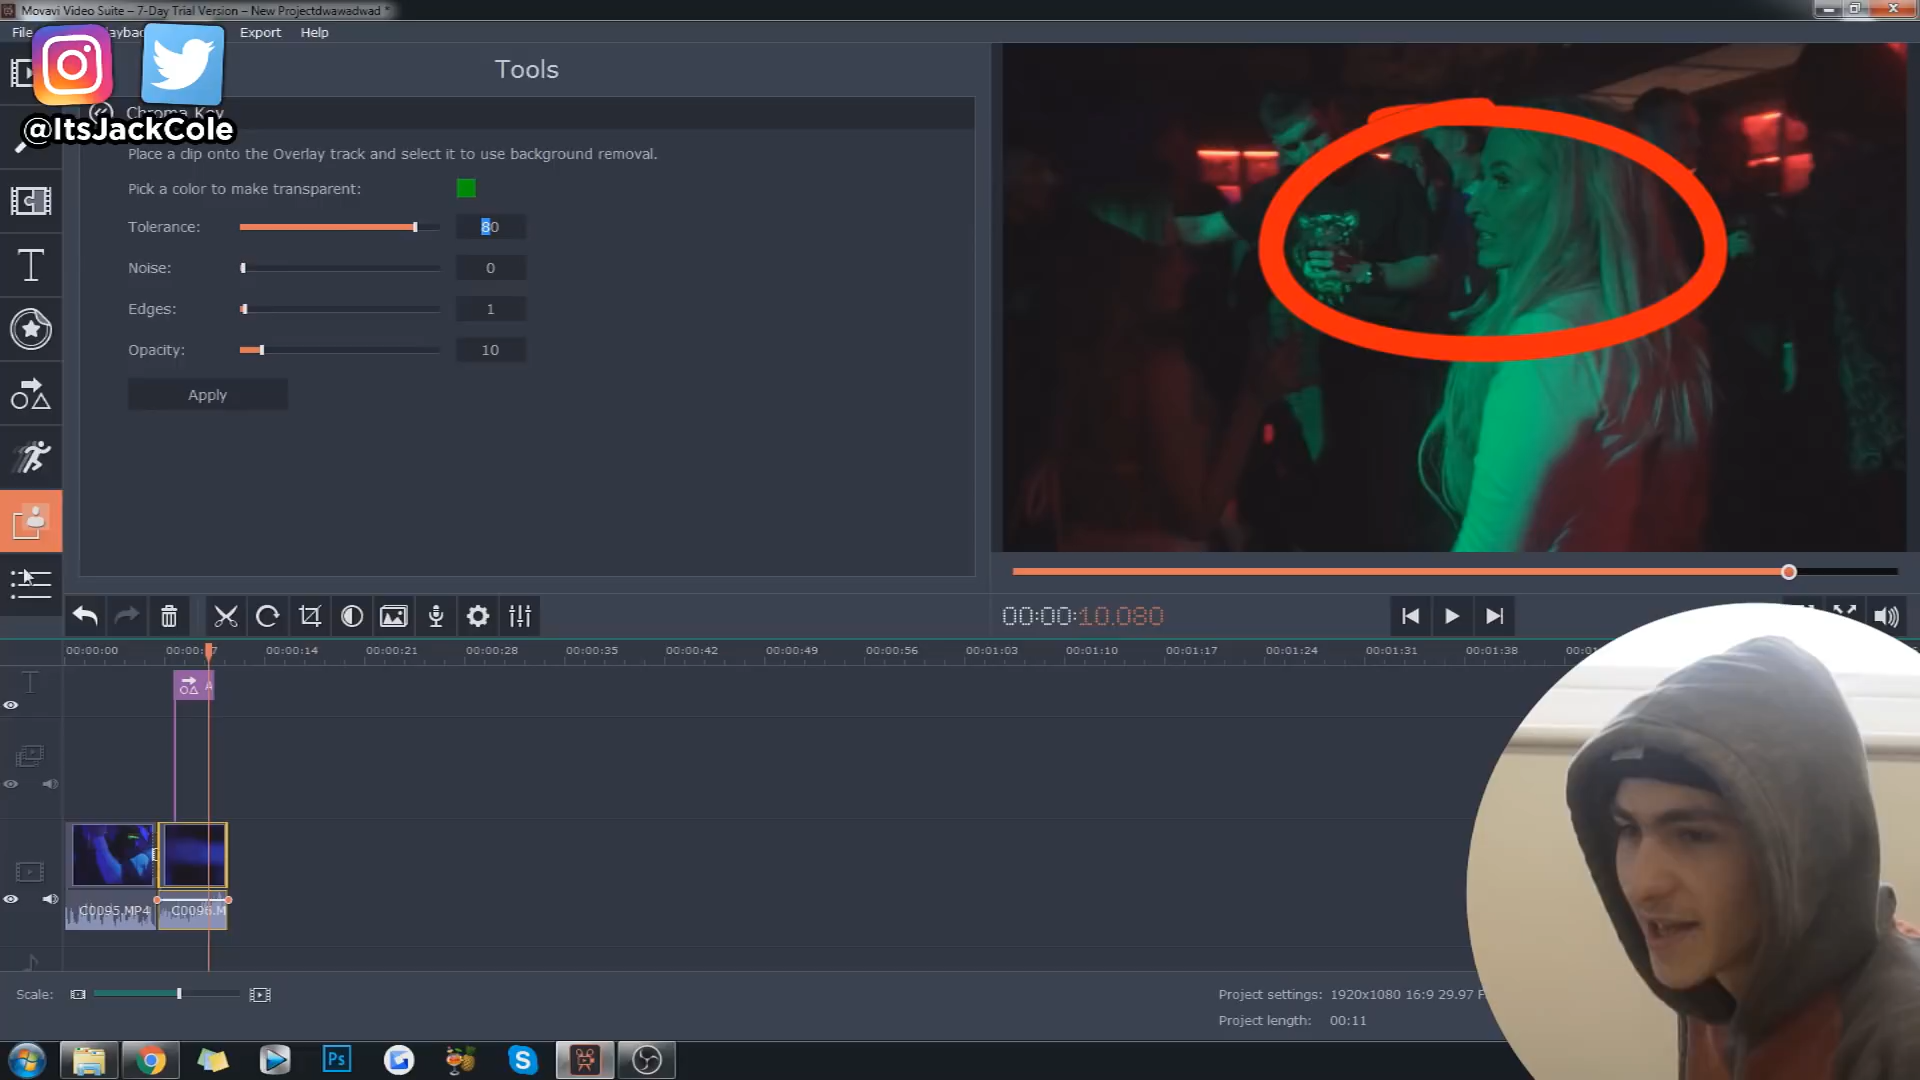 Movavi Video Suite – 7-Day Trial Version – New Projectdwawadwad *
File
Export
Help
@ItsJackCole
Tools
Chroma Key
Place a clip onto the Overlay track and select it to use background removal.
Pick a color to make transparent:
Tolerance:
80
Noise:
0
Edges:
1
Opacity:
10
Apply
00:00:10.080
00:00:00
00:00:14
00:00:21
00:00:28
00:00:35
00:00:42
00:00:49
00:00:56
00:01:03
00:01:10
00:01:17
00:01:24
00:01:31
00:01:38
A
C0095.MP4
C0096.M
Scale:
Project settings: 1920x1080 16:9 29.97
Project length: 00:11
Ps